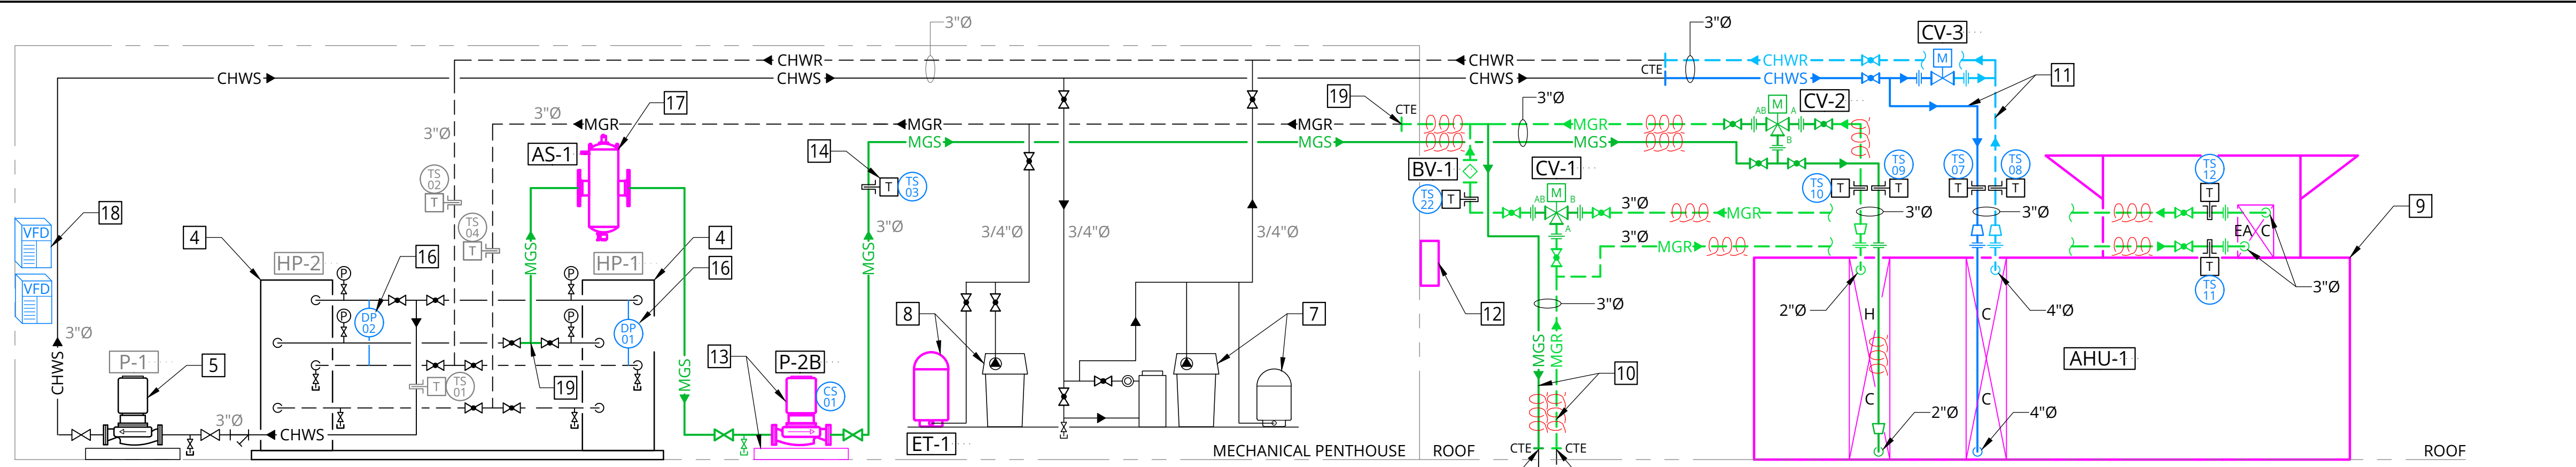 3"Ø
3"Ø
CV-3
CHWR
CHWR
CHWR
CHWS
CHWS
CHWS
CTE
CHWS
M
11
17
3"Ø
19
CTE
3"Ø
M
AB
A
B
CV-2
3"Ø
MGR
MGR
MGR
MGR
AS-1
14
MGS
MGS
MGS
BV-1
CV-1
TS
02
T
T
TS
03
TS
22
T
M
AB
B
A
TS
10
T
TS
09
T
TS
07
T
TS
08
T
TS
12
T
9
18
VFD
VFD
4
TS
04
T
3"Ø
3/4"Ø
3/4"Ø
3/4"Ø
3"Ø
MGR
3"Ø
3"Ø
EA
C
3"Ø
MGR
HP-2
16
MGS
HP-1
4
16
MGS
P
P
P
P
DP
02
DP
01
T
TS
11
3"Ø
12
3"Ø
2"Ø
H
C
4"Ø
3"Ø
8
7
CHWS
P-1
5
T
TS
01
19
MGS
13
P-2B
CS
01
MGS
MGR
10
AHU-1
C
C
2"Ø
4"Ø
3"Ø
CHWS
ET-1
MECHANICAL PENTHOUSE
ROOF
CTE
CTE
ROOF